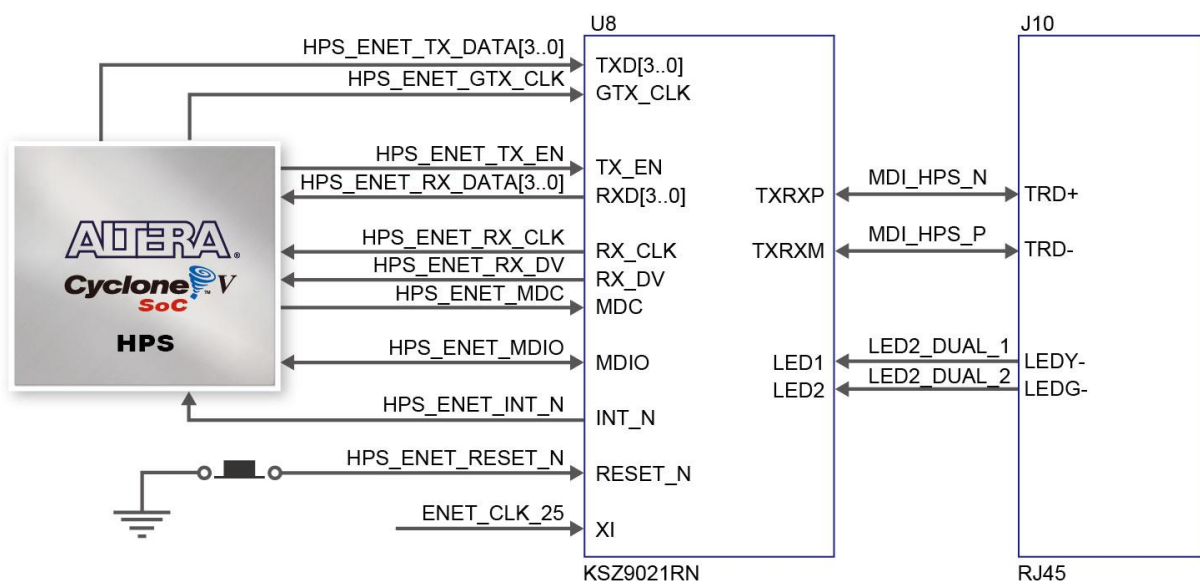 U8
J10
HPS_ENET_TX_DATA[3..0]
TXD[3..0]
HPS_ENET_GTX_CLK
GTX_CLK
HPS_ENET_TX_EN
TX_EN
HPS_ENET_RX_DATA[3..0]
RXD[3..0]
TXRXP
MDI_HPS_N
TRD+
ALTERA®
Cyclone™ V
SoC
HPS
HPS_ENET_RX_CLK
RX_CLK
TXRXM
MDI_HPS_P
TRD-
HPS_ENET_RX_DV
RX_DV
HPS_ENET_MDC
MDC
HPS_ENET_MDIO
MDIO
LED1
LED2_DUAL_1
LEDY-
LED2
LED2_DUAL_2
LEDG-
HPS_ENET_INT_N
INT_N
HPS_ENET_RESET_N
RESET_N
ENET_CLK_25
XI
KSZ9021RN
RJ45